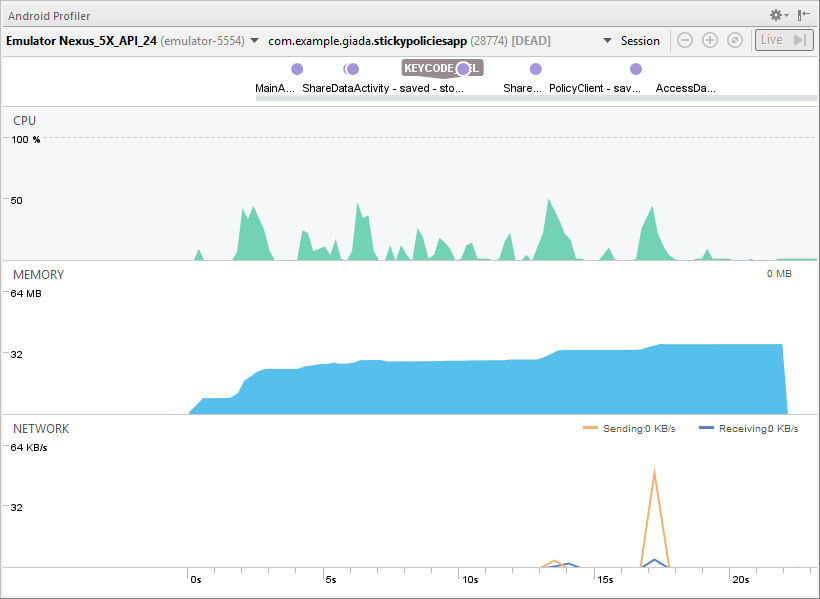 Android Profiler
Emulator Nexus_5X_API_24 (emulator-5554) com.example.giada.stickypoliciesapp (28774) [DEAD] Session Live
KEYCODE
MainA... ShareDataActivity - saved - sto... Share... PolicyClient - sav... AccessDa...
CPU
100 %
50
MEMORY 0 MB
64 MB
32
NETWORK Sending:0 KB/s Receiving:0 KB/s
64 KB/s
32
0s 5s 10s 15s 20s